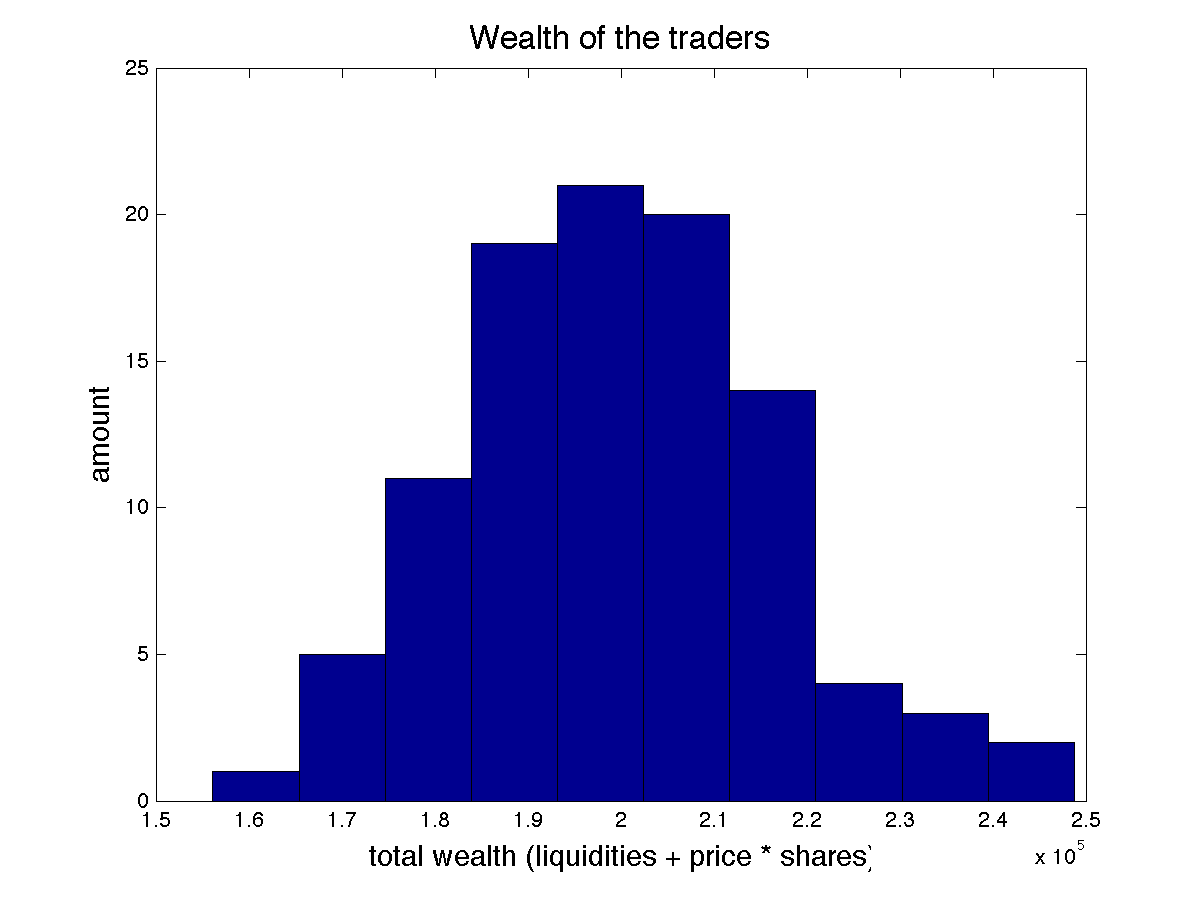 Wealth of the traders
25
20
15
10
5
0
amount
1.5 1.6 1.7 1.8 1.9 2 2.1 2.2 2.3 2.4 2.5
total wealth (liquidities + price * shares)
x 10^5